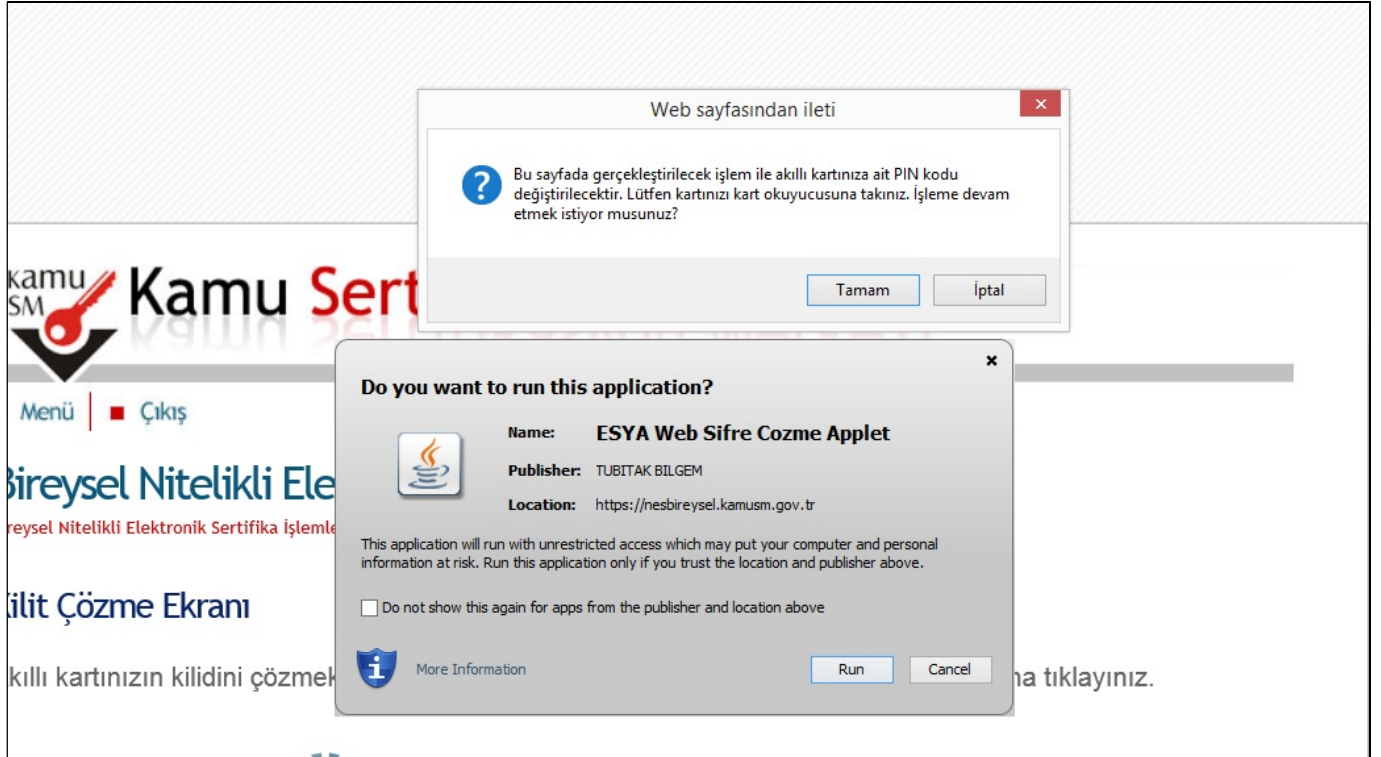 Web sayfasından ileti
Bu sayfada gerçekleştirilecek işlem ile akıllı kartınıza ait PIN kodu
değiştirilecektir. Lütfen kartınızı kart okuyucusuna takınız. İşleme devam
etmek istiyor musunuz?
Tamam İptal
kamu
SM
Kamu Sert
Menü Çıkış
Do you want to run this application?
Name: ESYA Web Sifre Cozme Applet
Publisher: TUBITAK BILGEM
Location: https://nesbireysel.kamusm.gov.tr
This application will run with unrestricted access which may put your computer and personal
information at risk. Run this application only if you trust the location and publisher above.
Do not show this again for apps from the publisher and location above
More Information Run Cancel
Bireysel Nitelikli Ele
reysel Nitelikli Elektronik Sertifika İşlemle
Kilit Çözme Ekranı
kıllı kartınızın kilidini çözmek
na tıklayınız.